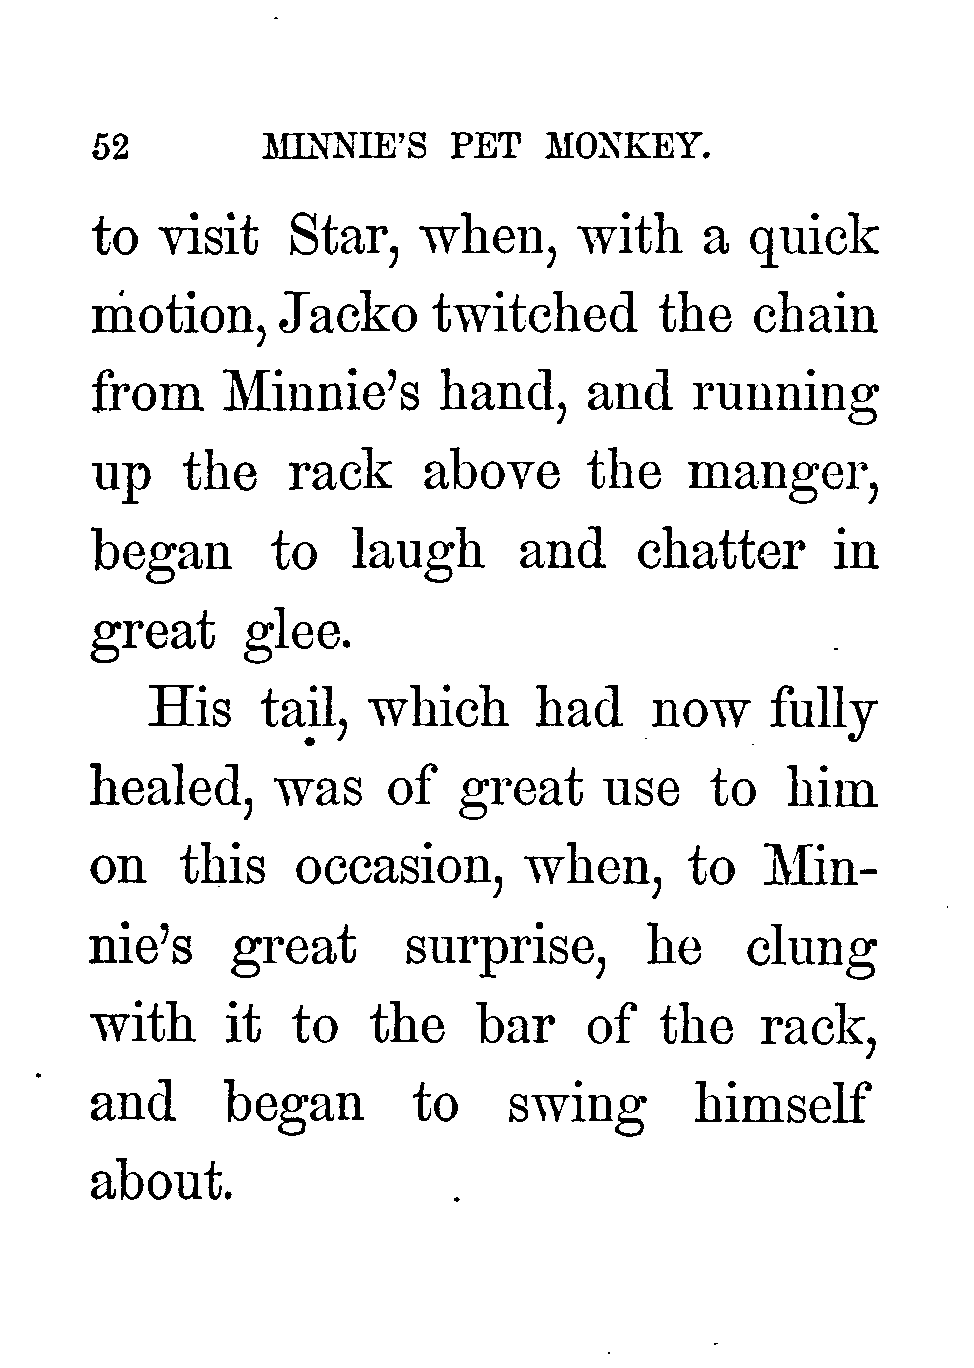 52 MINNIE'S PET MONKEY.
to visit Star, when, with a quick
motion, Jacko twitched the chain
from Minnie's hand, and running
up the rack above the manger,
began to laugh and chatter in
great glee.
His tail, which had now fully
healed, was of great use to him
on this occasion, when, to Min-
nie's great surprise, he clung
with it to the bar of the rack,
and began to swing himself
about.